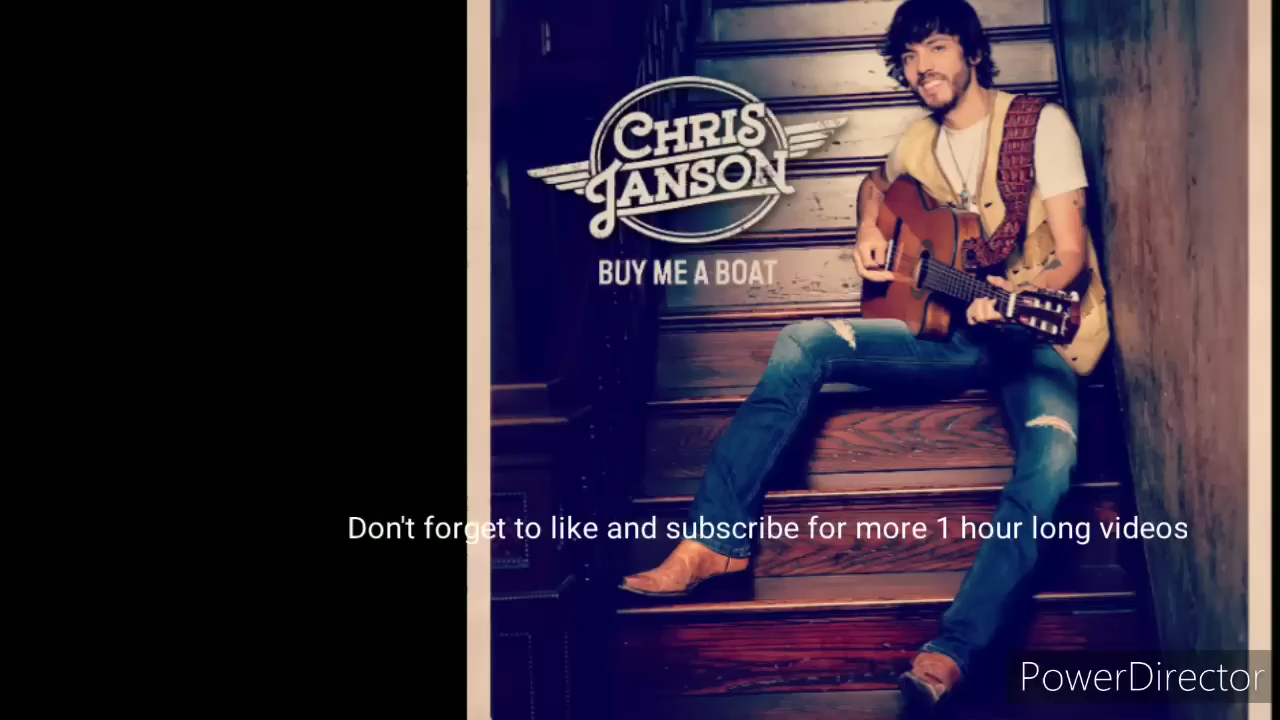 CHRIS
JANSON
BUY ME A BOAT
Don't forget to like and subscribe for more 1 hour long videos
PowerDirector